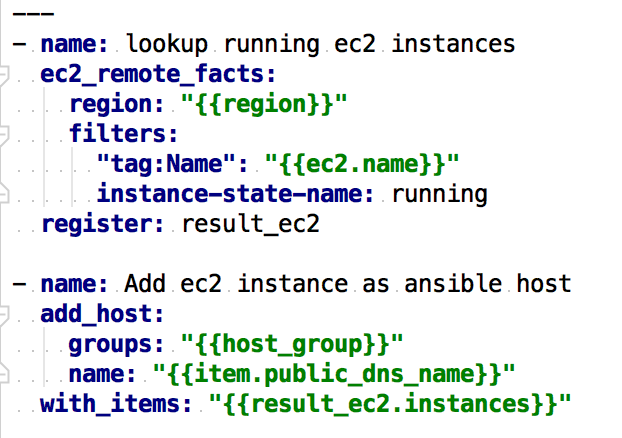 ---
- name: lookup running ec2 instances
  ec2_remote_facts:
    region: "{{region}}"
    filters:
      "tag:Name": "{{ec2.name}}"
      instance-state-name: running
  register: result_ec2

- name: Add ec2 instance as ansible host
  add_host:
    groups: "{{host_group}}"
    name: "{{item.public_dns_name}}"
  with_items: "{{result_ec2.instances}}"